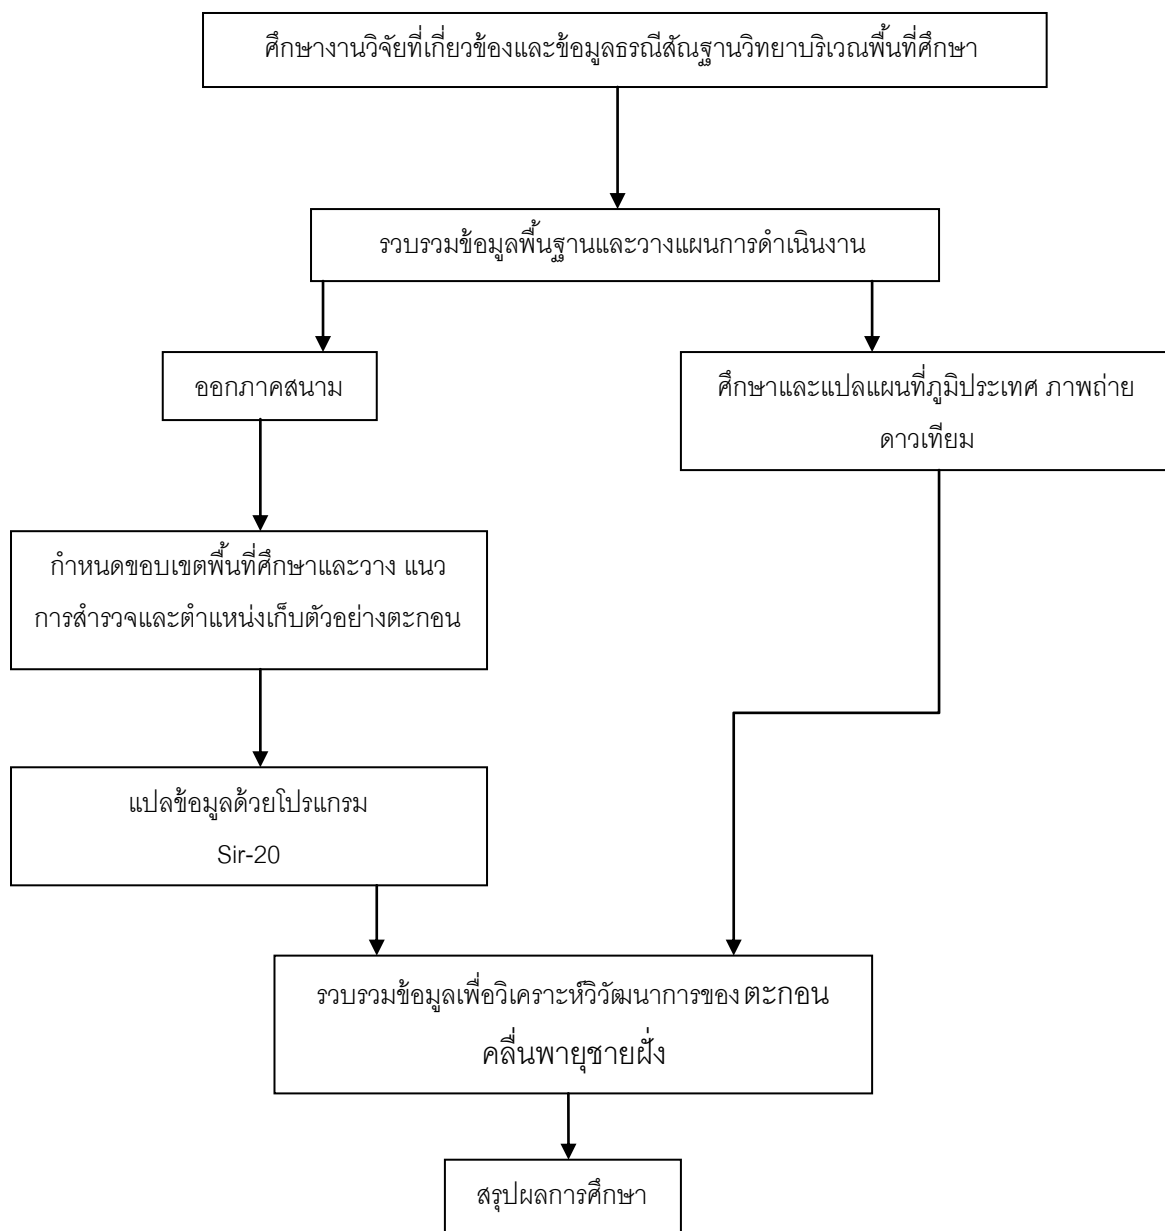 ศึกษางานวิจัยที่เกี่ยวข้องและข้อมูลธรณีสัณฐานวิทยาบริเวณพื้นที่ศึกษา
รวบรวมข้อมูลพื้นฐานและวางแผนการดำเนินงาน
ออกภาคสนาม
ศึกษาและแปลแผนที่ภูมิประเทศ ภาพถ่าย
ดาวเทียม
กำหนดขอบเขตพื้นที่ศึกษาและวาง แนว
การสำรวจและตำแหน่งเก็บตัวอย่างตะกอน
แปลข้อมูลด้วยโปรแกรม
Sir-20
รวบรวมข้อมูลเพื่อวิเคราะห์วิวัฒนาการของ ตะกอน
คลื่นพายุชายฝั่ง
สรุปผลการศึกษา